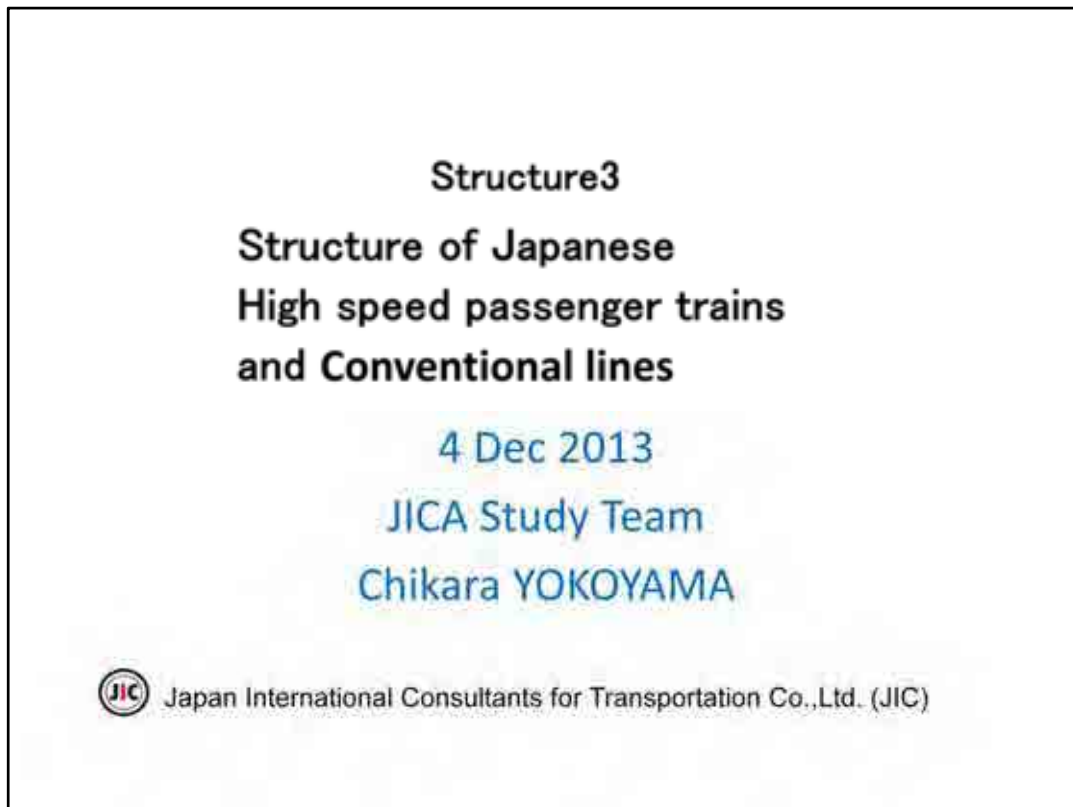 Structure3
Structure of Japanese
High speed passenger trains
and Conventional lines
4 Dec 2013
JICA Study Team
Chikara YOKOYAMA
JIC Japan International Consultants for Transportation Co.,Ltd. (JIC)